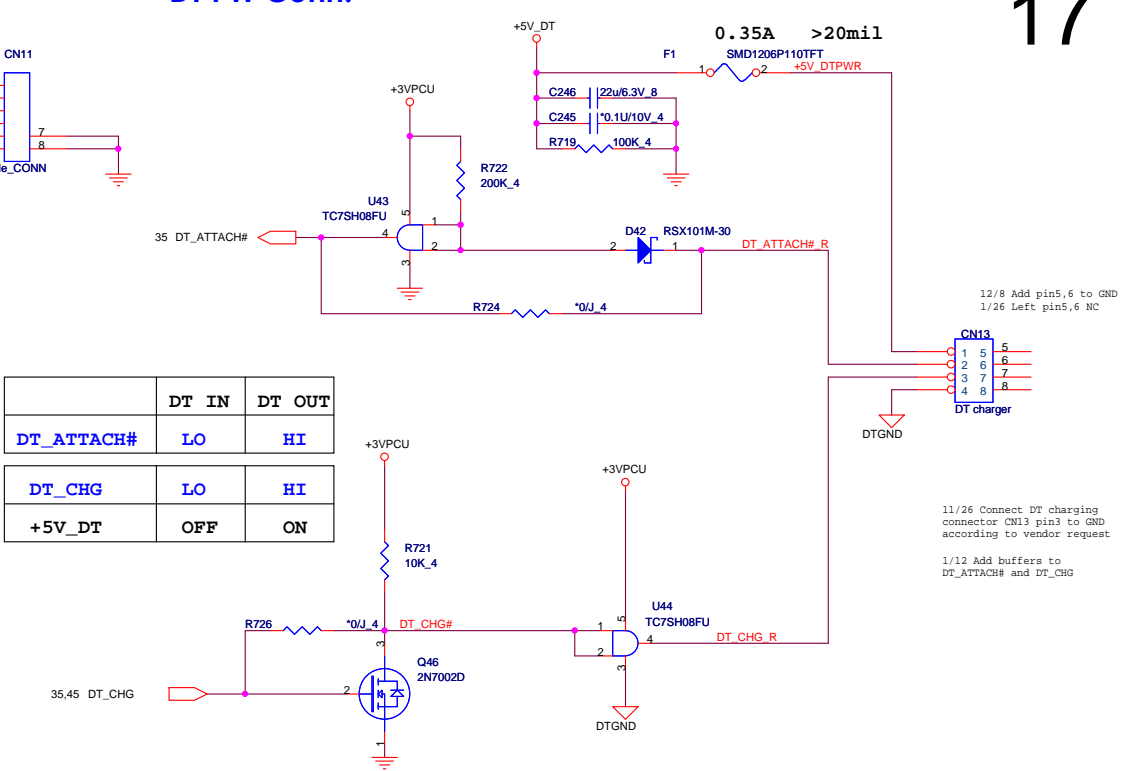 17
CN11
7
8
+5V_DT
0.35A >20mil
F1
SMD1206P110TFT
1
2
+5V_DTPWR
C246
22u/6.3V_8
C245
*0.1U/10V_4
R719
100K_4
+3VPCU
R722
200K_4
U43
TC7SH08FU
5
1
4
2
3
35 DT_ATTACH#
D42
RSX101M-30
2
1
DT_ATTACH#_R
R724
*0/J_4
12/8 Add pin5,6 to GND
1/26 Left pin5,6 NC
CN13
1 5 5
2 6 6
3 7 7
4 8 8
DT charger
DTGND
DT IN DT OUT
DT_ATTACH# LO HI
DT_CHG LO HI
+5V_DT OFF ON
+3VPCU
R721
10K_4
+3VPCU
11/26 Connect DT charging
connector CN13 pin3 to GND
according to vendor request
1/12 Add buffers to
DT_ATTACH# and DT_CHG
U44
TC7SH08FU
5
1
2
4
3
DT_CHG_R
R726
*0/J_4
DT_CHG#
3
Q46
2N7002D
2
1
35,45 DT_CHG
DTGND